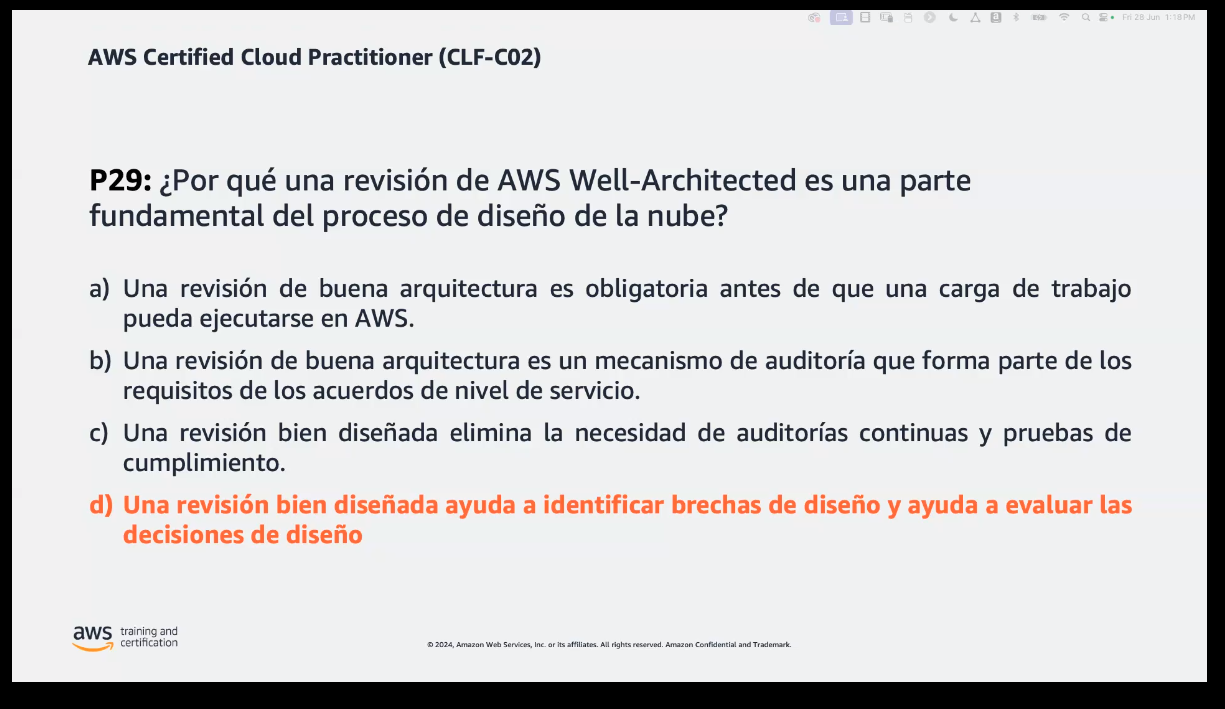 Fri 28 Jun 1:18 PM
AWS Certified Cloud Practitioner (CLF-C02)
P29: ¿Por qué una revisión de AWS Well-Architected es una parte
fundamental del proceso de diseño de la nube?
a) Una revisión de buena arquitectura es obligatoria antes de que una carga de trabajo
pueda ejecutarse en AWS.
b) Una revisión de buena arquitectura es un mecanismo de auditoría que forma parte de los
requisitos de los acuerdos de nivel de servicio.
c) Una revisión bien diseñada elimina la necesidad de auditorías continuas y pruebas de
cumplimiento.
d) Una revisión bien diseñada ayuda a identificar brechas de diseño y ayuda a evaluar las
decisiones de diseño
aws training and
certification
© 2024, Amazon Web Services, Inc. or its affiliates. All rights reserved. Amazon Confidential and Trademark.